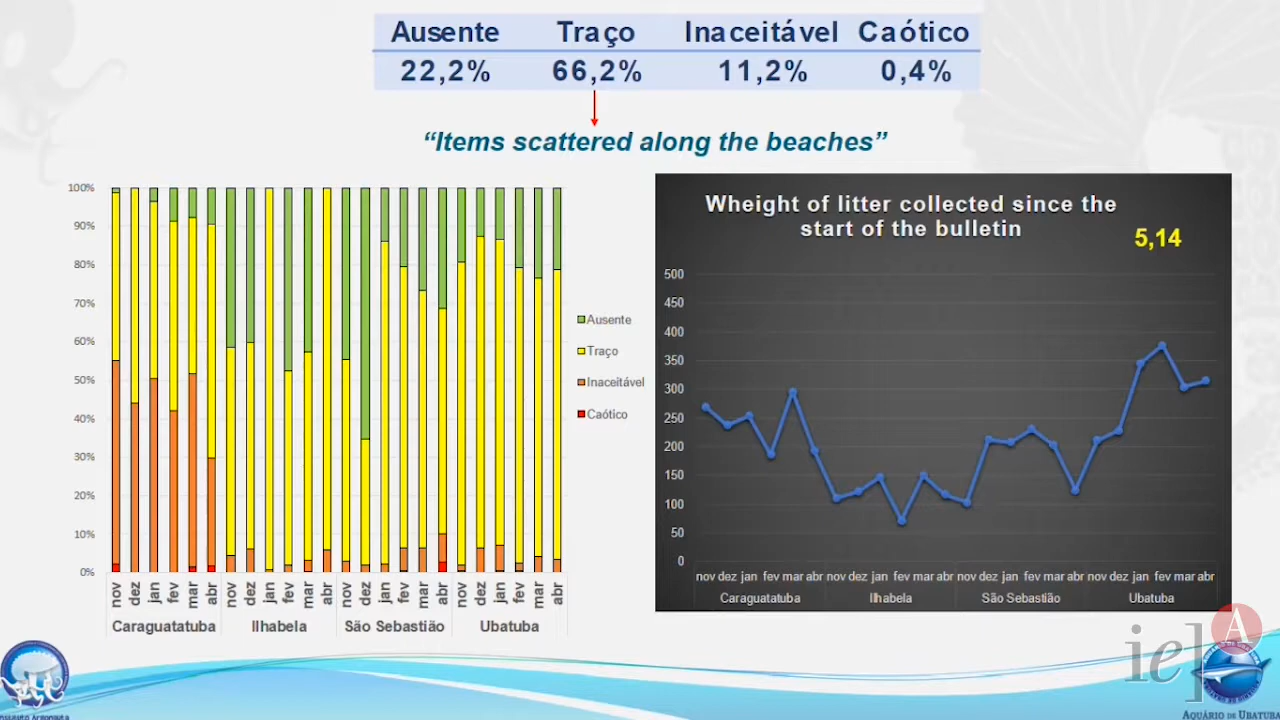 Ausente Traço Inaceitável Caótico
22,2% 66,2% 11,2% 0,4%
“Items scattered along the beaches”
100%
90%
80%
70%
60%
50%
40%
30%
20%
10%
0%
nov dez jan fev mar abr nov dez jan fev mar abr nov dez jan fev mar abr nov dez jan fev mar abr
Caraguatatuba Ilhabela São Sebastião Ubatuba
Ausente
Traço
Inaceitável
Caótico
Wheight of litter collected since the
start of the bulletin
5,14
500
450
400
350
300
250
200
150
100
50
0
nov dez jan fev mar abr nov dez jan fev mar abr nov dez jan fev mar abr nov dez jan fev mar abr
Caraguatatuba Ilhabela São Sebastião Ubatuba
ie] A
Aquário de Ubatuba